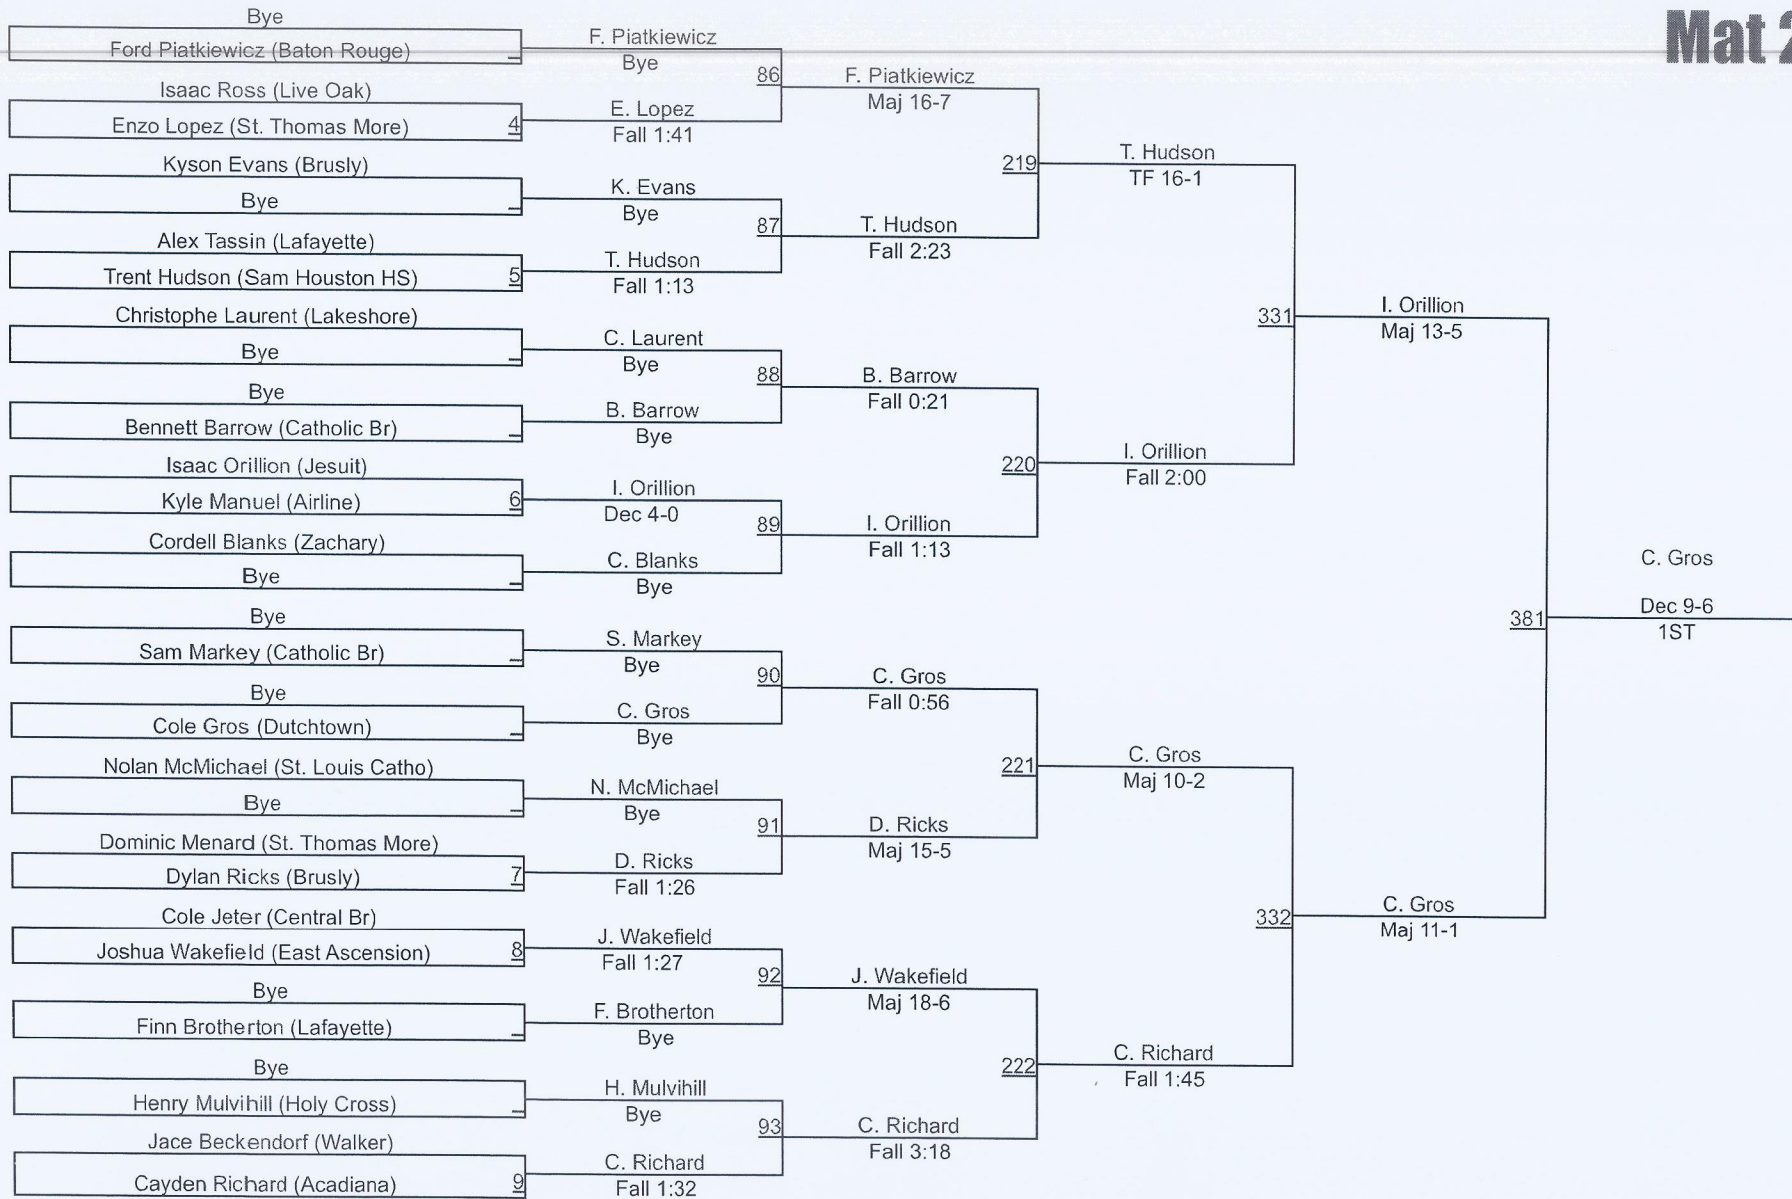 Mat 2
Bye
Ford Piatkiewicz (Baton Rouge)
Isaac Ross (Live Oak)
Enzo Lopez (St. Thomas More) 4
Kyson Evans (Brusly)
Bye
Alex Tassin (Lafayette)
Trent Hudson (Sam Houston HS) 5
Christophe Laurent (Lakeshore)
Bye
Bye
Bennett Barrow (Catholic Br)
Isaac Orillion (Jesuit)
Kyle Manuel (Airline) 6
Cordell Blanks (Zachary)
Bye
Bye
Sam Markey (Catholic Br)
Bye
Cole Gros (Dutchtown)
Nolan McMichael (St. Louis Catho)
Bye
Dominic Menard (St. Thomas More)
Dylan Ricks (Brusly) 7
Cole Jeter (Central Br)
Joshua Wakefield (East Ascension) 8
Bye
Finn Brotherton (Lafayette)
Bye
Henry Mulvihill (Holy Cross)
Jace Beckendorf (Walker)
Cayden Richard (Acadiana) 9
F. Piatkiewicz
Bye
86
E. Lopez
Fall 1:41
K. Evans
Bye
87
T. Hudson
Fall 1:13
C. Laurent
Bye
88
B. Barrow
Bye
I. Orillion
Dec 4-0
89
C. Blanks
Bye
S. Markey
Bye
90
C. Gros
Bye
N. McMichael
Bye
91
D. Ricks
Fall 1:26
J. Wakefield
Fall 1:27
92
F. Brotherton
Bye
H. Mulvihill
Bye
93
C. Richard
Fall 1:32
F. Piatkiewicz
Maj 16-7
219
T. Hudson
Fall 2:23
B. Barrow
Fall 0:21
220
I. Orillion
Fall 1:13
C. Gros
Fall 0:56
221
D. Ricks
Maj 15-5
J. Wakefield
Maj 18-6
222
C. Richard
Fall 3:18
T. Hudson
TF 16-1
331
I. Orillion
Fall 2:00
C. Gros
Maj 10-2
332
C. Richard
Fall 1:45
I. Orillion
Maj 13-5
381
C. Gros
Maj 11-1
C. Gros
Dec 9-6
1ST